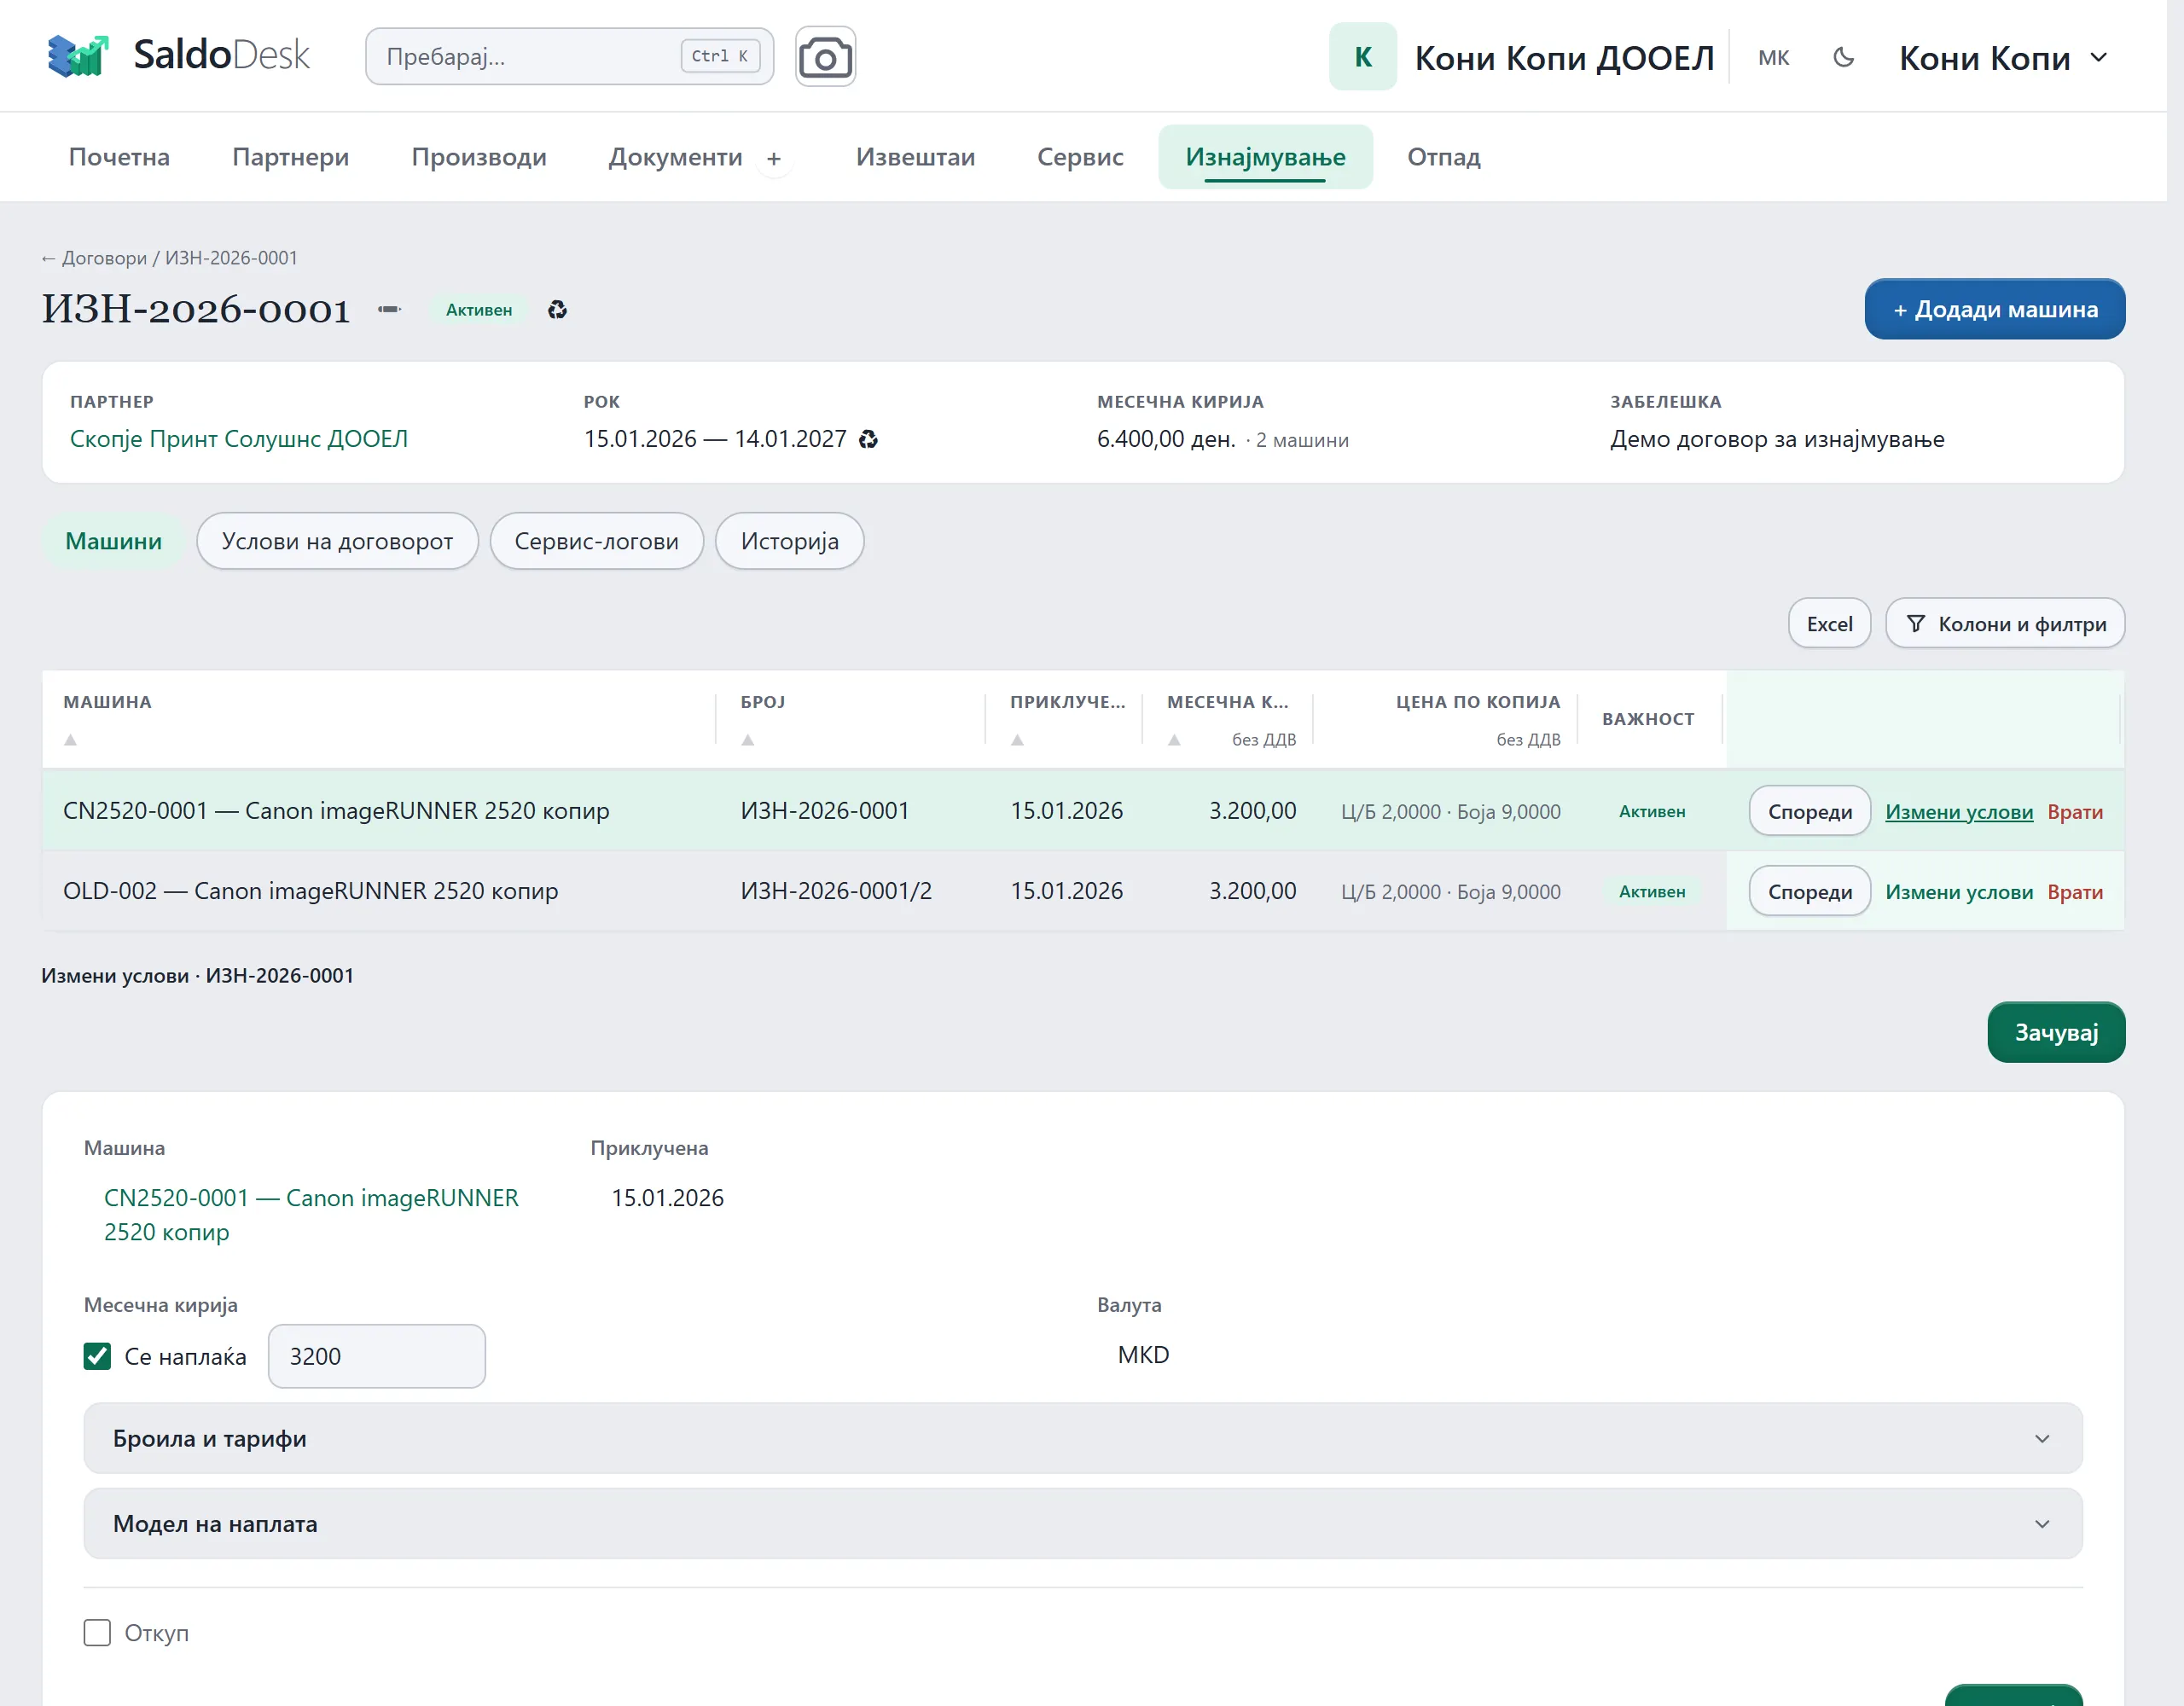 SaldoDesk
Пребарај...
Ctrl K
K
Кони Копи ДООЕЛ
МК
Кони Копи
Почетна
Партнери
Производи
Документи
+
Извештаи
Сервис
Изнајмување
Отпад
← Договори / ИЗН-2026-0001
ИЗН-2026-0001
Активен
+ Додади машина
ПАРТНЕР
Скопје Принт Солушнс ДООЕЛ
РОК
15.01.2026 — 14.01.2027
МЕСЕЧНА КИРИЈА
6.400,00 ден. · 2 машини
ЗАБЕЛЕШКА
Демо договор за изнајмување
Машини
Услови на договорот
Сервис-логови
Историја
Excel
Колони и филтри
МАШИНА
БРОЈ
ПРИКЛУЧЕ...
МЕСЕЧНА К...
без ДДВ
ЦЕНА ПО КОПИЈА
без ДДВ
ВАЖНОСТ
CN2520-0001 — Canon imageRUNNER 2520 копир
ИЗН-2026-0001
15.01.2026
3.200,00
Ц/Б 2,0000 · Боја 9,0000
Активен
Спореди
Измени услови
Врати
OLD-002 — Canon imageRUNNER 2520 копир
ИЗН-2026-0001/2
15.01.2026
3.200,00
Ц/Б 2,0000 · Боја 9,0000
Активен
Спореди
Измени услови
Врати
Измени услови · ИЗН-2026-0001
Зачувај
Машина
CN2520-0001 — Canon imageRUNNER
2520 копир
Приклучена
15.01.2026
Месечна кирија
Се наплаќа
3200
Валута
MKD
Броила и тарифи
Модел на наплата
Откуп